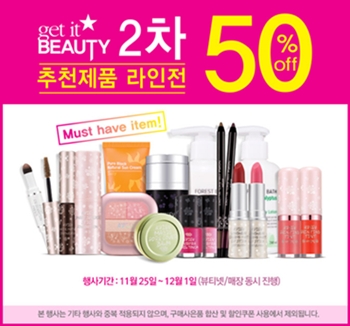 get it
BEAUTY 2차
추천제품 라인전
50% off
Must have item!
FOREST
BATH
행사기간 : 11월 25일 ~ 12월 1일 (뷰티넷/매장 동시 진행)
본 행사는 기타 행사와 중복 적용되지 않으며, 구매사은품 합산 및 할인쿠폰 사용에서 제외됩니다.